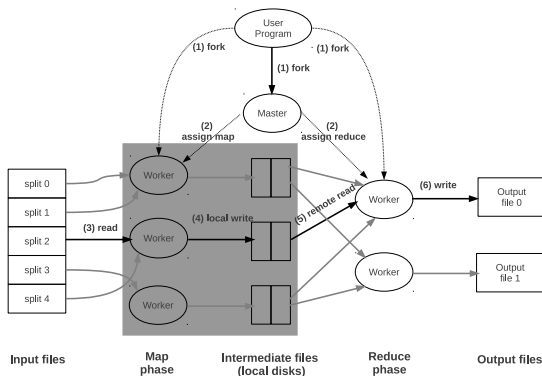 User
Program
(1) fork
(1) fork
(1) fork
Master
(2)
assign map
(2)
assign reduce
split 0
split 1
split 2
split 3
split 4
(3) read
Worker
Worker
Worker
(4) local write
(5) remote read
Worker
Worker
(6) write
Output
file 0
Output
file 1
Input files
Map
phase
Intermediate files
(local disks)
Reduce
phase
Output files